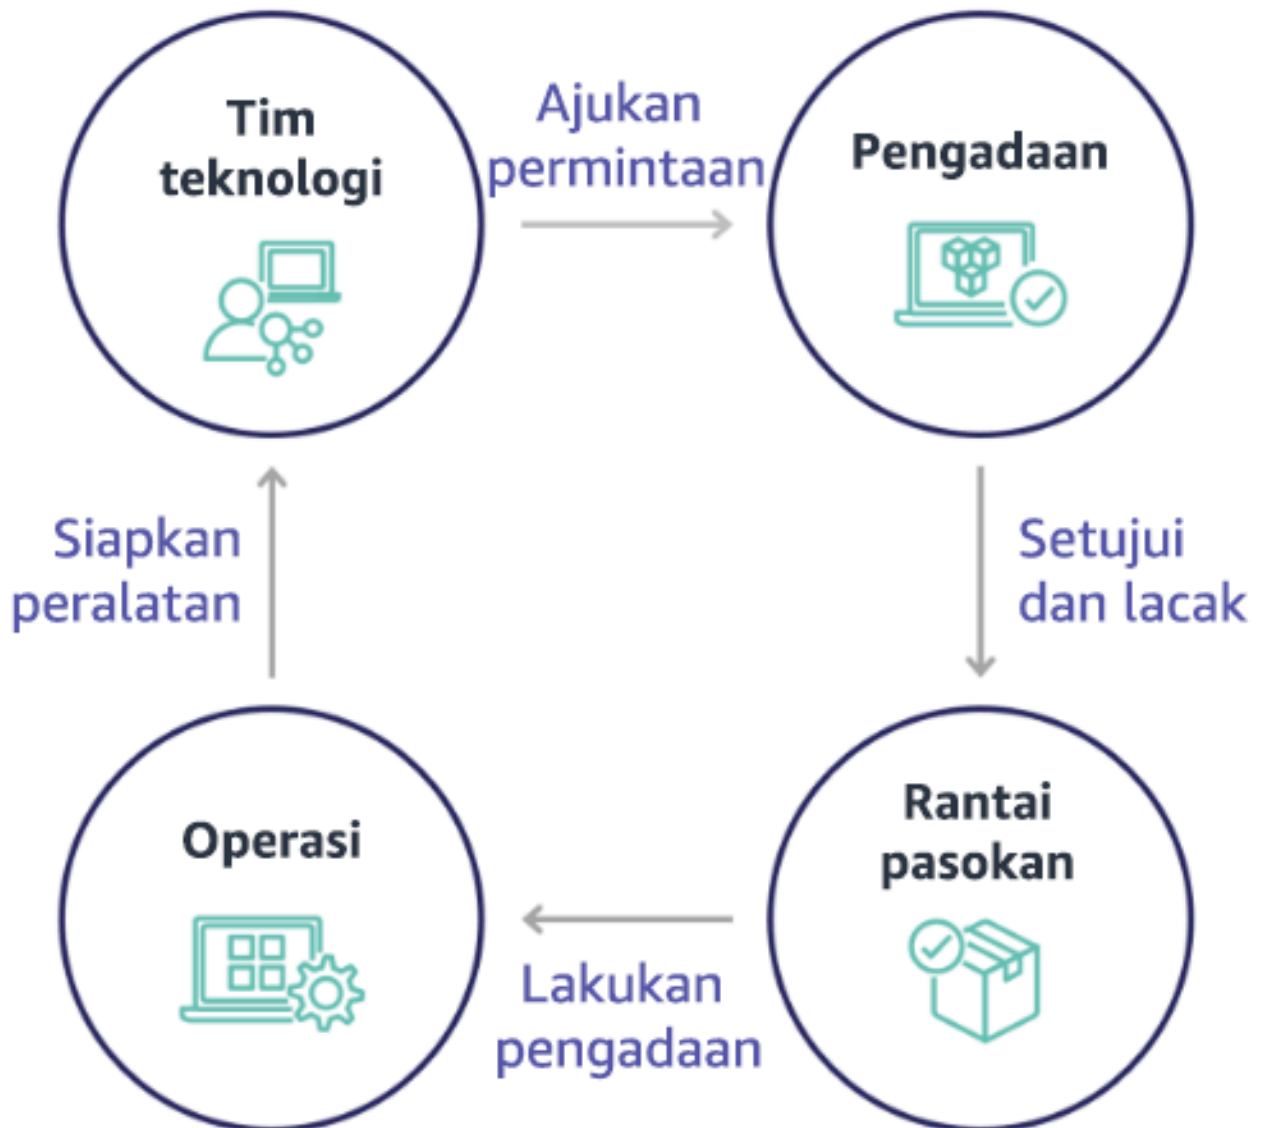 Tim
teknologi
Ajukan
permintaan
Pengadaan
Setujui
dan lacak
Rantai
pasokan
Lakukan
pengadaan
Operasi
Siapkan
peralatan